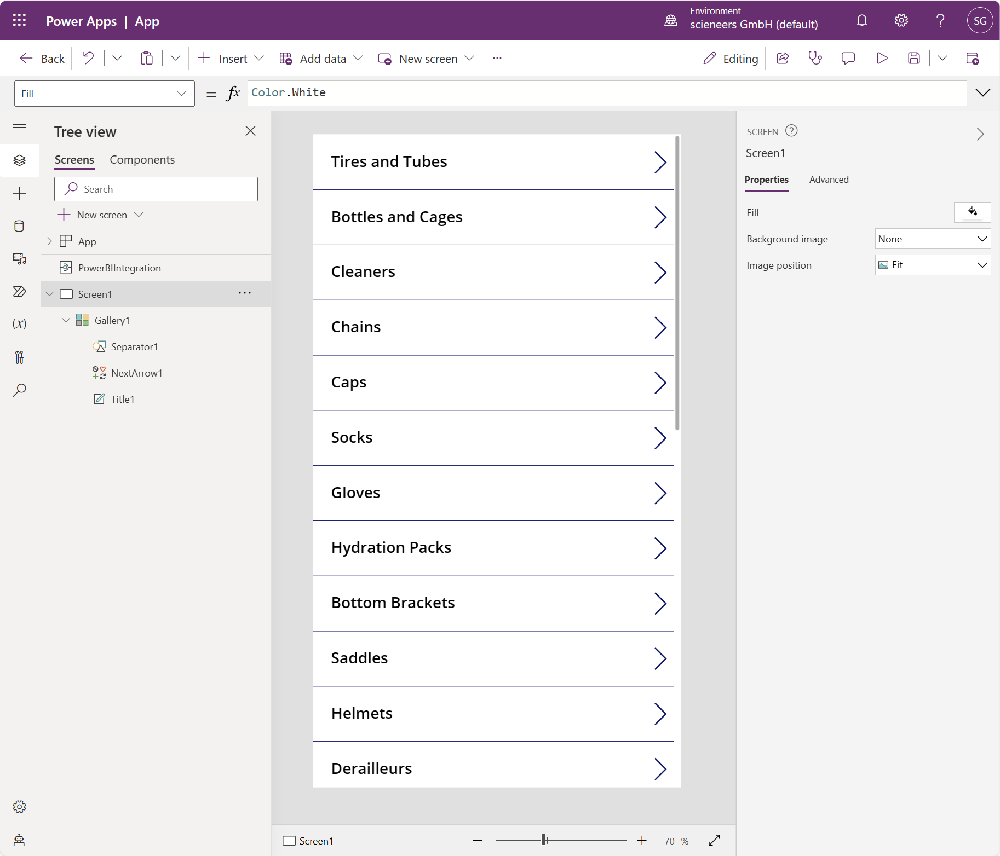 Power Apps | App
Environment
scieneers GmbH (default)
SG
Back
Insert
Add data
New screen
Editing
Fill
= fx
Color.White
Tree view
Screens
Components
Search
New screen
App
PowerBIIntegration
Screen1
Gallery1
Separator1
NextArrow1
Title1
(x)
Tires and Tubes
Bottles and Cages
Cleaners
Chains
Caps
Socks
Gloves
Hydration Packs
Bottom Brackets
Saddles
Helmets
Derailleurs
Screen1
70 %
SCREEN
Screen1
Properties
Advanced
Fill
Background image
None
Image position
Fit